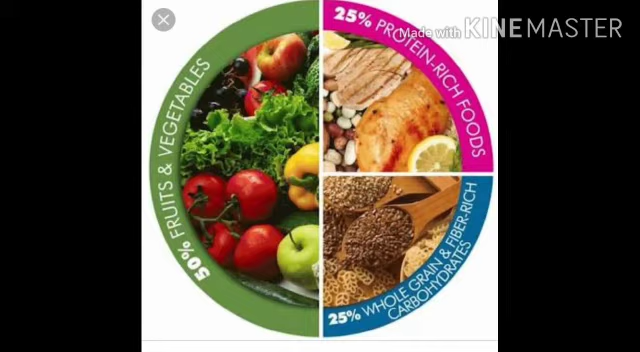 Made with KINEMASTER
50% FRUITS & VEGETABLES
25% PROTEIN-RICH FOODS
25% WHOLE GRAIN & FIBER-RICH
CARBOHYDRATES